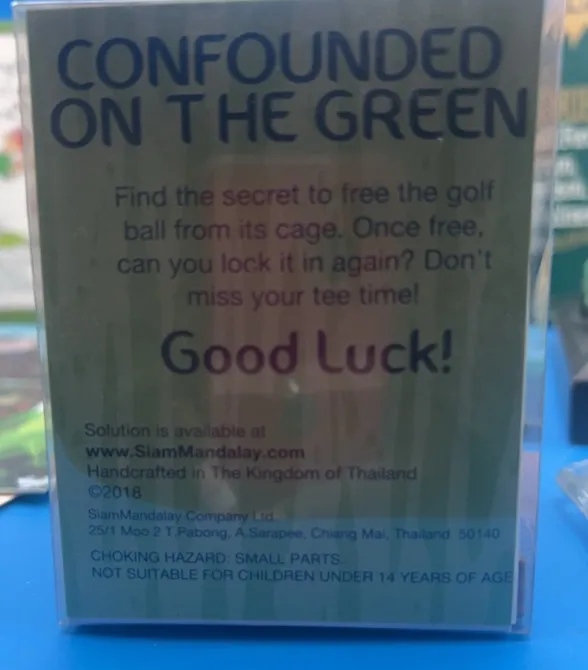 CONFOUNDED
ON THE GREEN
Find the secret to free the golf
ball from its cage. Once free,
can you lock it in again? Don't
miss your tee time!
Good Luck!
Solution is available at
www.SiamMandalay.com
Handcrafted in The Kingdom of Thailand
©2018
SiamMandalay Company Ltd.
25/1 Moo 2 T.Pabong, A.Sarapee, Chiang Mai, Thailand 50140
CHOKING HAZARD: SMALL PARTS.
NOT SUITABLE FOR CHILDREN UNDER 14 YEARS OF AGE